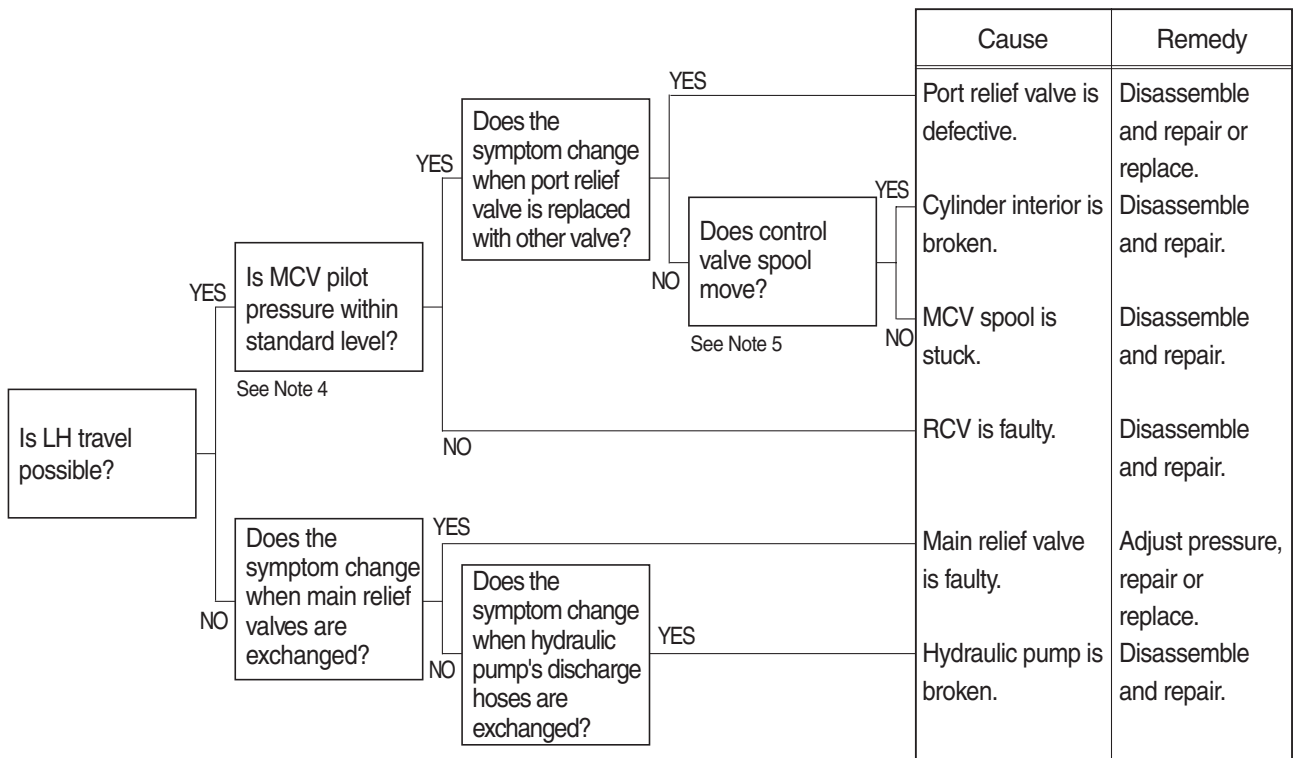 Cause
Remedy
YES
Port relief valve is
defective.
Disassemble
and repair or
replace.
Does the
symptom change
when port relief
valve is replaced
with other valve?
YES
YES
Cylinder interior is
broken.
Disassemble
and repair.
Does control
valve spool
move?
NO
See Note 5
NO
MCV spool is
stuck.
Disassemble
and repair.
Is MCV pilot
pressure within
standard level?
YES
See Note 4
NO
RCV is faulty.
Disassemble
and repair.
Is LH travel
possible?
Does the
symptom change
when main relief
valves are
exchanged?
NO
YES
Main relief valve
is faulty.
Adjust pressure,
repair or
replace.
Does the
symptom change
when hydraulic
pump's discharge
hoses are
exchanged?
NO
YES
Hydraulic pump is
broken.
Disassemble
and repair.